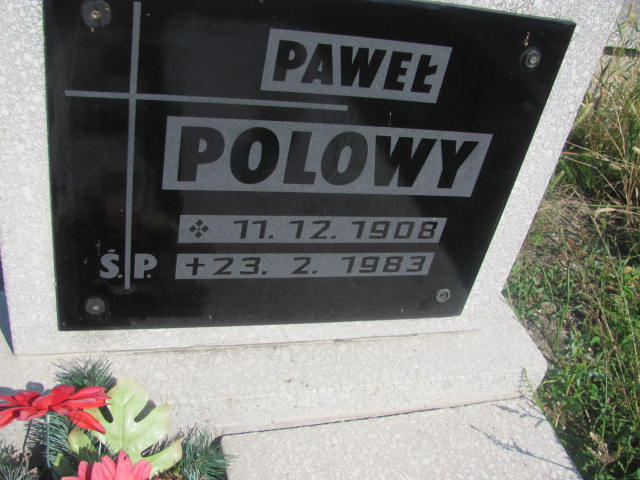 PAWEŁ
POLOWY
11. 12. 1908
Ś.P. +23. 2. 1983